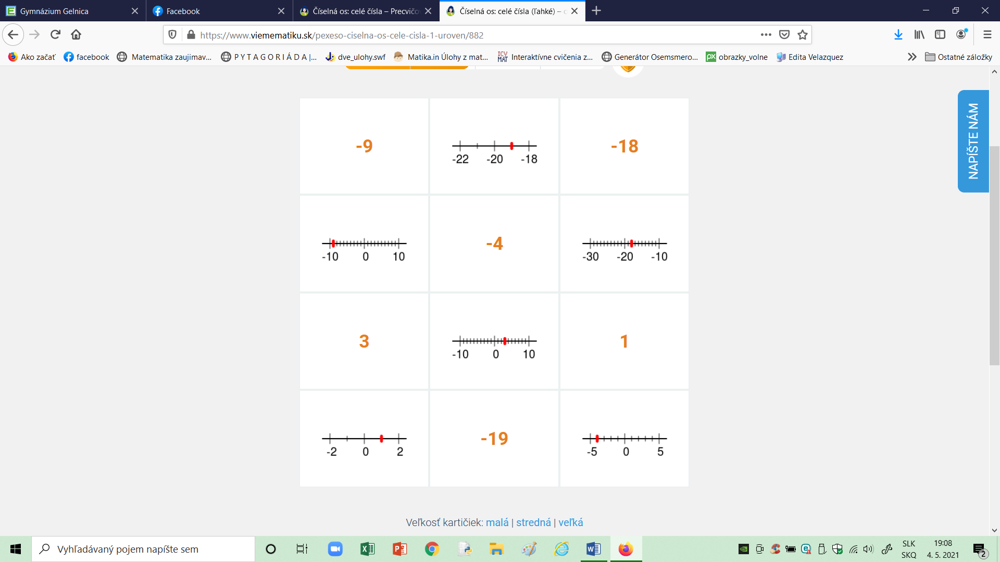 Gymnázium Gelnica
Facebook
Číselná os: celé čísla – Precvičo
Číselná os: celé čísla (ľahké) – c
https://www.viemematiku.sk/pexeso-ciselna-os-cele-cisla-1-uroven/882
Ako začať
facebook
Matematika zaujimav...
P Y T A G O R I Á D A |...
dve_ulohy.swf
Matika.in Úlohy z mat...
ICV MAT
Interaktívne cvičenia z...
Generátor Osemsmero...
px
obrazky_volne
Edita Velazquez
Ostatné záložky
NAPÍŠTE NÁM
-9
-22 -20 -18
-18
-10 0 10
-4
-30 -20 -10
3
-10 0 10
1
-2 0 2
-19
-5 0 5
Veľkosť kartičiek: malá | stredná | veľká
Vyhľadávaný pojem napíšte sem
SLK
SKQ
19:08
4. 5. 2021
2